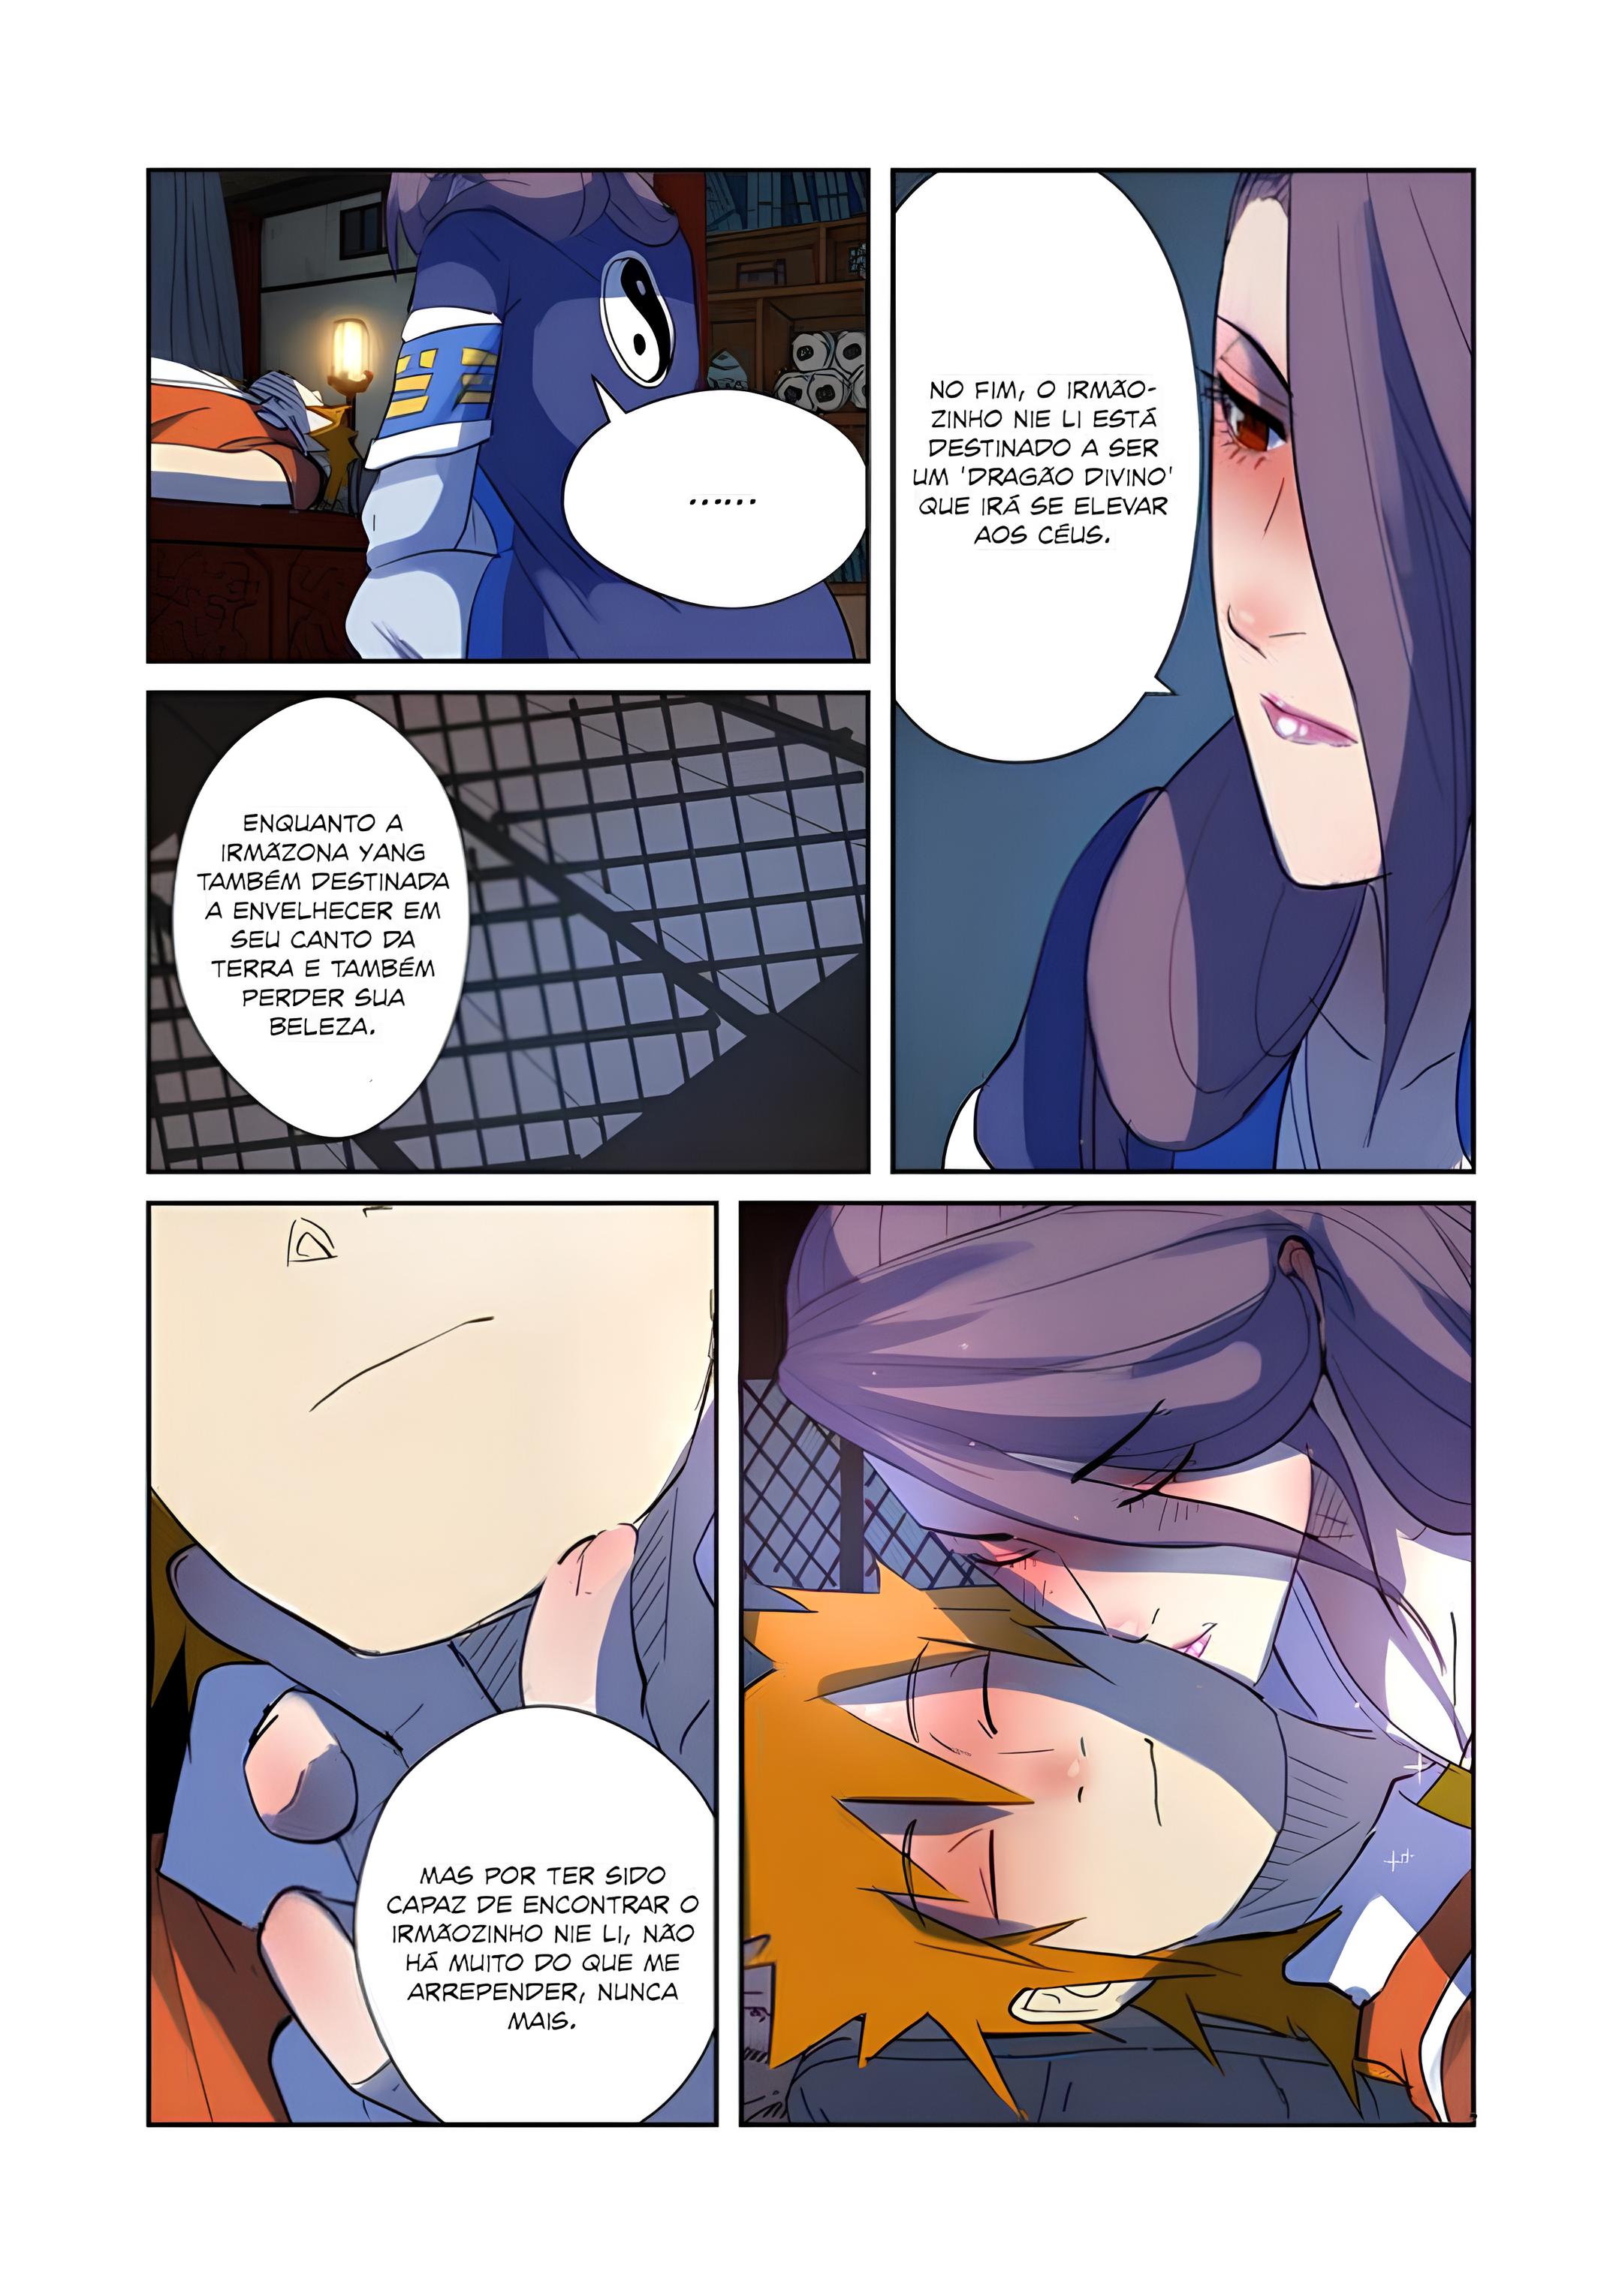 ......
NO FIM, O IRMÃO-
ZINHO NIE LI ESTÁ
DESTINADO A SER
UM 'DRAGÃO DIVINO'
QUE IRÁ SE ELEVAR
AOS CÉUS.
ENQUANTO A
IRMÃZONA YANG
TAMBÉM DESTINADA
A ENVELHECER EM
SEU CANTO DA
TERRA E TAMBÉM
PERDER SUA
BELEZA.
MAS POR TER SIDO
CAPAZ DE ENCONTRAR O
IRMÃOZINHO NIE LI, NÃO
HÁ MUITO DO QUE ME
ARREPENDER, NUNCA
MAIS.